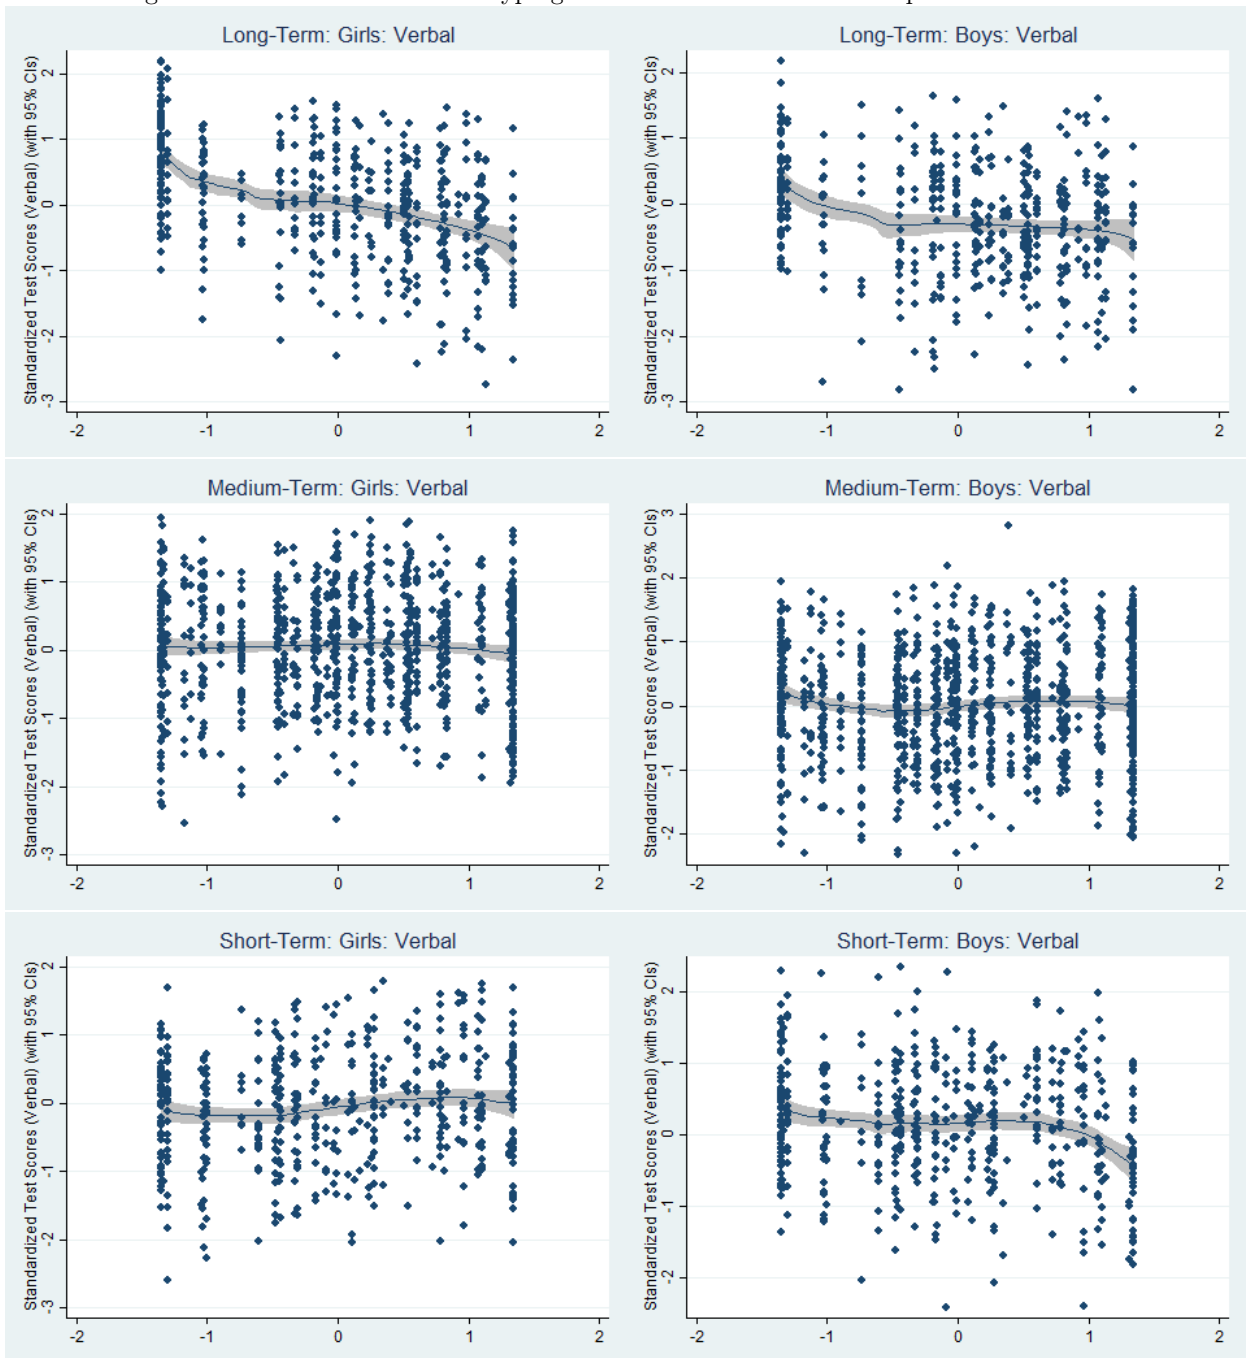 Long-Term: Girls: Verbal
Standardized Test Scores (Verbal) (with 95% CIs)
2
1
0
-1
-2
-3
-2 -1 0 1 2
Long-Term: Boys: Verbal
Standardized Test Scores (Verbal) (with 95% CIs)
2
1
0
-1
-2
-3
-2 -1 0 1 2
Medium-Term: Girls: Verbal
Standardized Test Scores (Verbal) (with 95% CIs)
2
1
0
-1
-2
-3
-2 -1 0 1 2
Medium-Term: Boys: Verbal
Standardized Test Scores (Verbal) (with 95% CIs)
3
2
1
0
-1
-2
-2 -1 0 1 2
Short-Term: Girls: Verbal
Standardized Test Scores (Verbal) (with 95% CIs)
2
1
0
-1
-2
-3
-2 -1 0 1 2
Short-Term: Boys: Verbal
Standardized Test Scores (Verbal) (with 95% CIs)
2
1
0
-1
-2
-2 -1 0 1 2